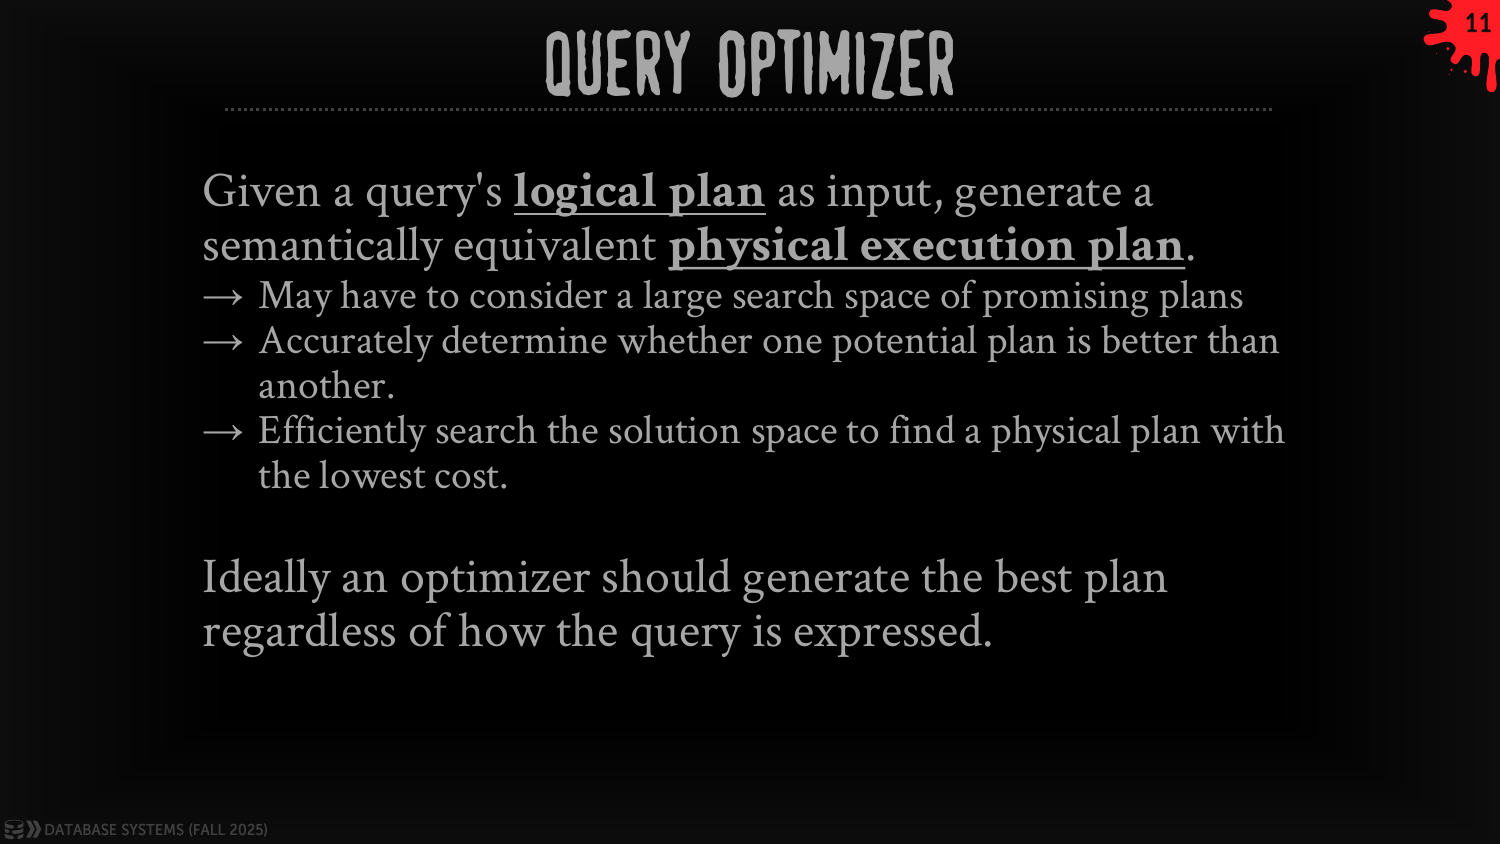 11
QUERY OPTIMIZER
Given a query's logical plan as input, generate a
semantically equivalent physical execution plan.
→ May have to consider a large search space of promising plans
→ Accurately determine whether one potential plan is better than
another.
→ Efficiently search the solution space to find a physical plan with
the lowest cost.
Ideally an optimizer should generate the best plan
regardless of how the query is expressed.
DATABASE SYSTEMS (FALL 2025)